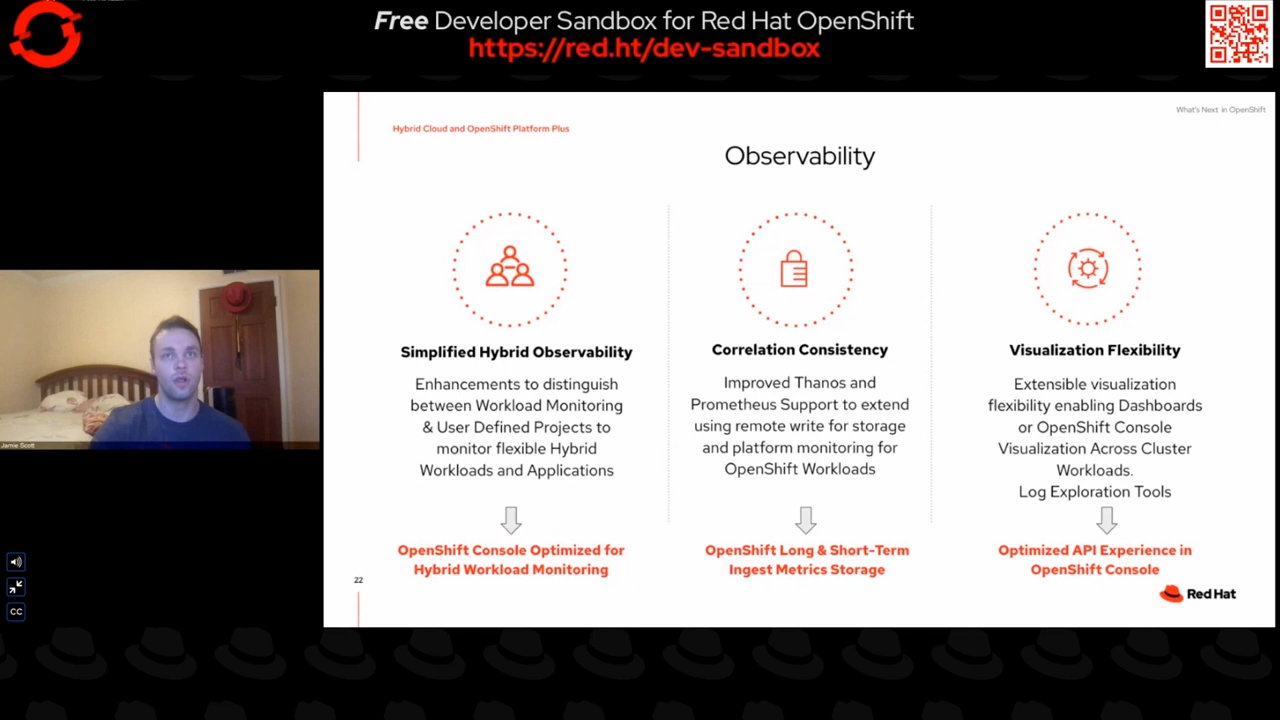 Free Developer Sandbox for Red Hat OpenShift
https://red.ht/dev-sandbox
What's Next in OpenShift
Hybrid Cloud and OpenShift Platform Plus
Observability
Simplified Hybrid Observability
Enhancements to distinguish
between Workload Monitoring
& User Defined Projects to
monitor flexible Hybrid
Workloads and Applications
OpenShift Console Optimized for
Hybrid Workload Monitoring
Correlation Consistency
Improved Thanos and
Prometheus Support to extend
using remote write for storage
and platform monitoring for
OpenShift Workloads
OpenShift Long & Short-Term
Ingest Metrics Storage
Visualization Flexibility
Extensible visualization
flexibility enabling Dashboards
or OpenShift Console
Visualization Across Cluster
Workloads.
Log Exploration Tools
Optimized API Experience in
OpenShift Console
22
Red Hat
Jamie Scott
CC